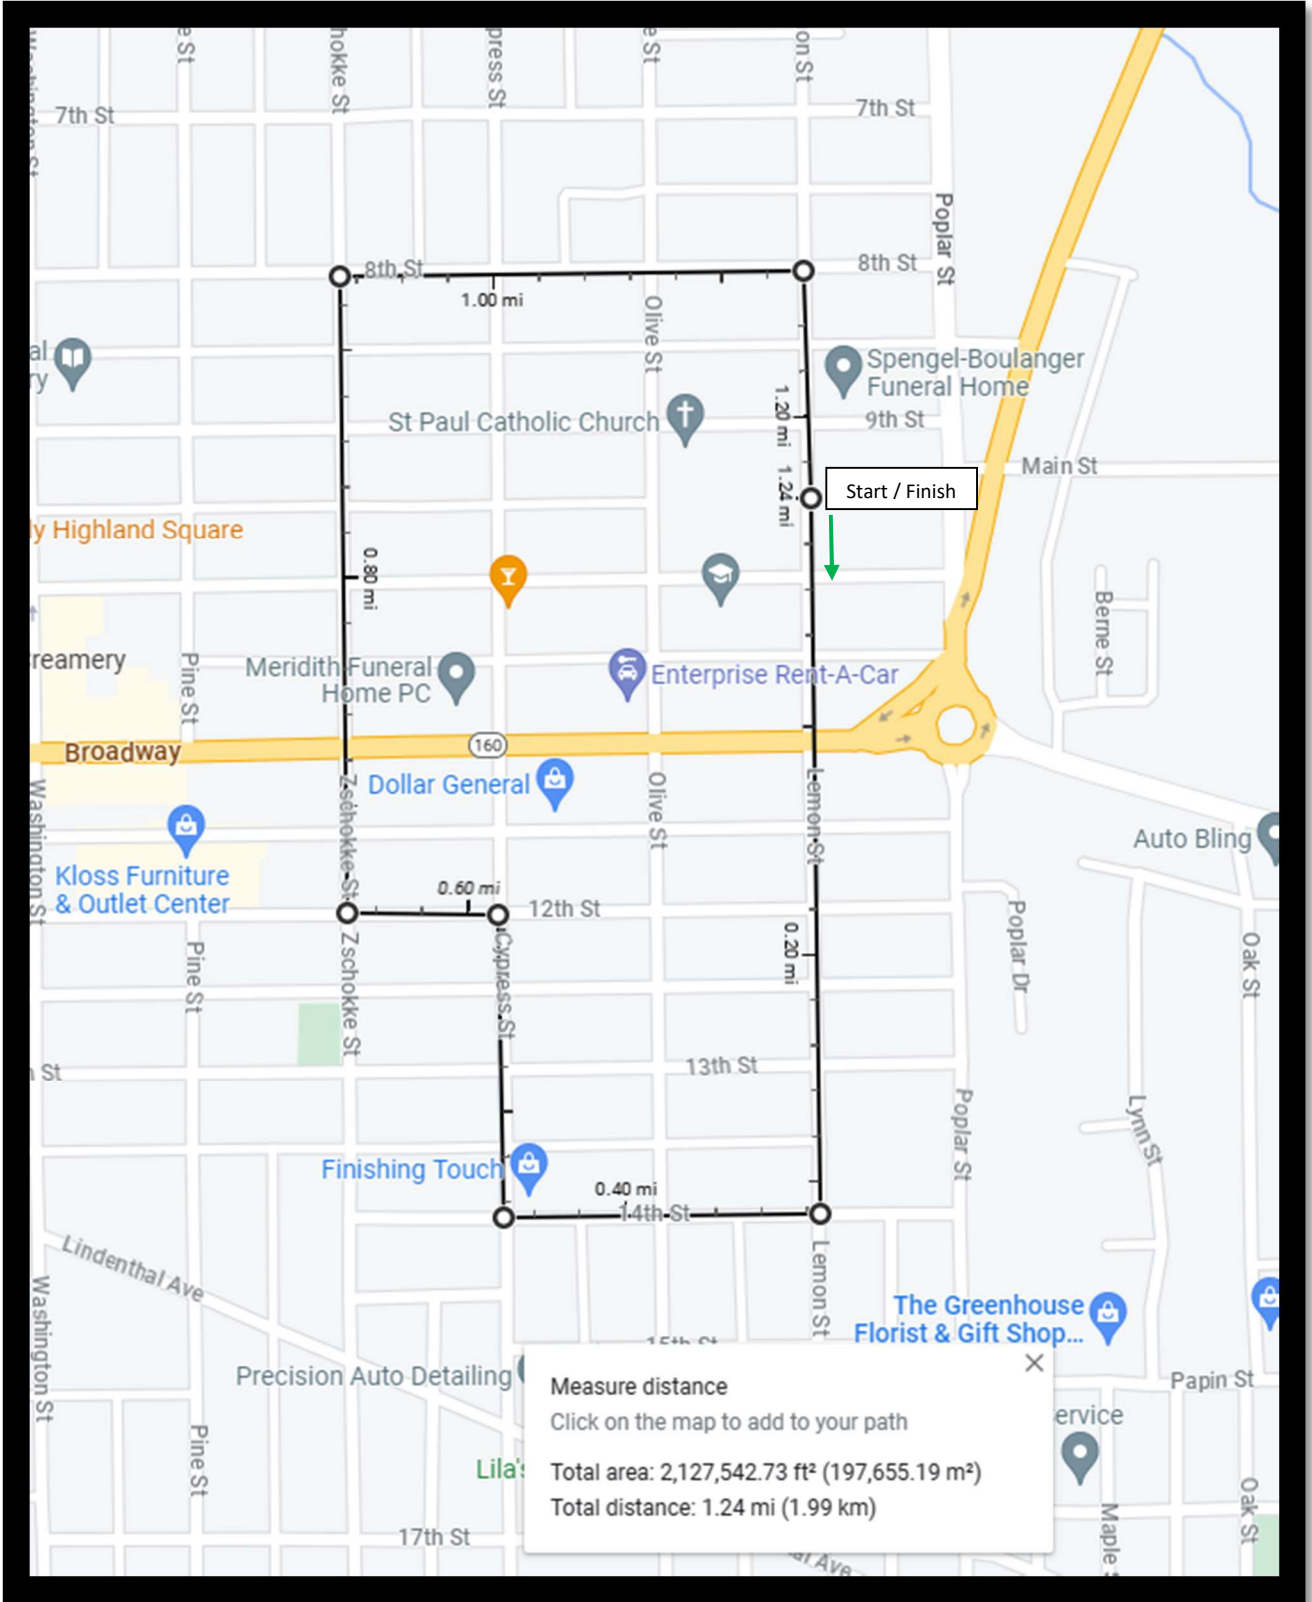 7th St
7th St
Poplar St
8th St
8th St
1.00 mi
Olive St
Spengel-Boulanger
Funeral Home
1.20 mi
St Paul Catholic Church
9th St
Main St
1.24 mi
Start / Finish
Highland Square
0.80 mi
Berne St
Pine St
Meridith Funeral
Home PC
Enterprise Rent-A-Car
Broadway
160
Dollar General
Zschokke St
Olive St
Lemon St
Washington St
Auto Bling
Kloss Furniture
& Outlet Center
0.60 mi
12th St
Poplar Dr
0.20 mi
Pine St
Zschokke St
Cypress St
Oak St
13th St
St
Poplar St
Lynn St
Finishing Touch
0.40 mi
14th St
Lindenthal Ave
Washington St
Lemon St
The Greenhouse
Florist & Gift Shop...
15th St
Precision Auto Detailing
Papin St
Pine St
Measure distance
Click on the map to add to your path
Total area: 2,127,542.73 ft² (197,655.19 m²)
Total distance: 1.24 mi (1.99 km)
Lila's
Oak St
Maple
17th St
Ave